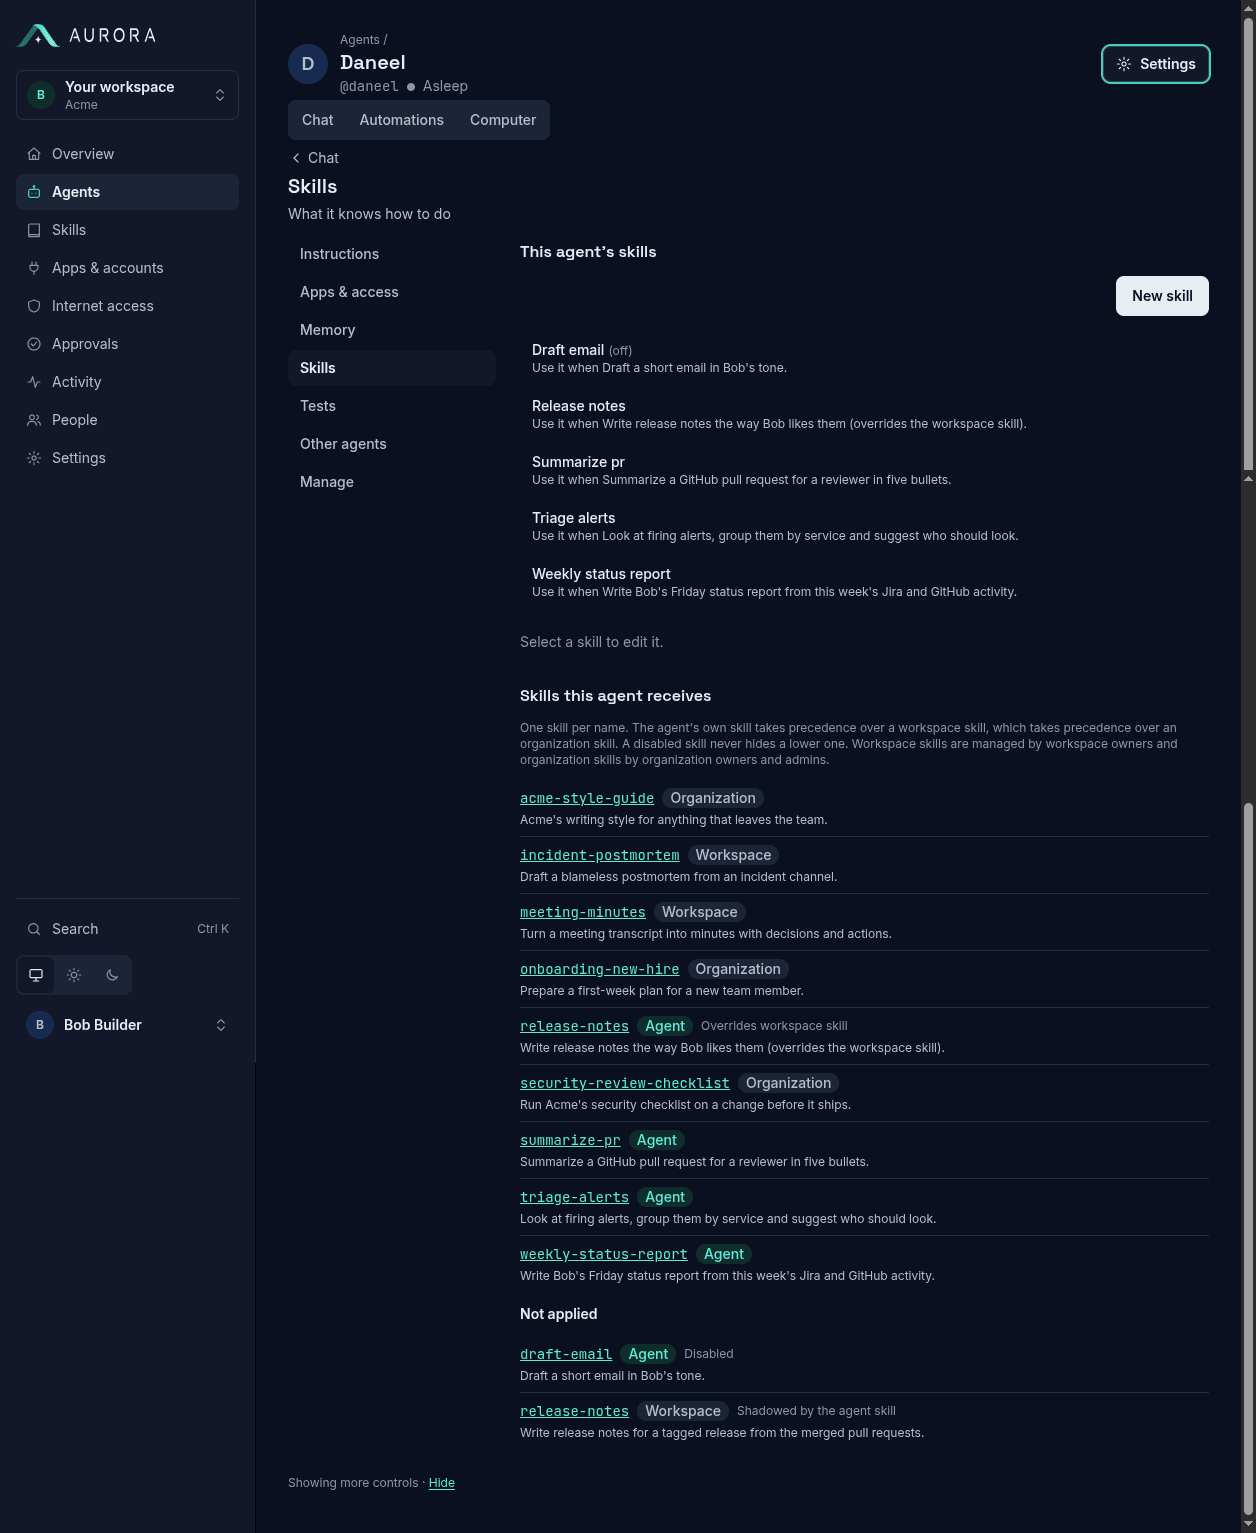 AURORA
B
Your workspace
Acme
Overview
Agents
Skills
Apps & accounts
Internet access
Approvals
Activity
People
Settings
Search
Ctrl K
B
Bob Builder
Agents /
D
Daneel
@daneel ● Asleep
Settings
Chat
Automations
Computer
Chat
Skills
What it knows how to do
Instructions
Apps & access
Memory
Skills
Tests
Other agents
Manage
This agent's skills
New skill
Draft email (off)
Use it when Draft a short email in Bob's tone.
Release notes
Use it when Write release notes the way Bob likes them (overrides the workspace skill).
Summarize pr
Use it when Summarize a GitHub pull request for a reviewer in five bullets.
Triage alerts
Use it when Look at firing alerts, group them by service and suggest who should look.
Weekly status report
Use it when Write Bob's Friday status report from this week's Jira and GitHub activity.
Select a skill to edit it.
Skills this agent receives
One skill per name. The agent's own skill takes precedence over a workspace skill, which takes precedence over an
organization skill. A disabled skill never hides a lower one. Workspace skills are managed by workspace owners and
organization skills by organization owners and admins.
acme-style-guide Organization
Acme's writing style for anything that leaves the team.
incident-postmortem Workspace
Draft a blameless postmortem from an incident channel.
meeting-minutes Workspace
Turn a meeting transcript into minutes with decisions and actions.
onboarding-new-hire Organization
Prepare a first-week plan for a new team member.
release-notes Agent Overrides workspace skill
Write release notes the way Bob likes them (overrides the workspace skill).
security-review-checklist Organization
Run Acme's security checklist on a change before it ships.
summarize-pr Agent
Summarize a GitHub pull request for a reviewer in five bullets.
triage-alerts Agent
Look at firing alerts, group them by service and suggest who should look.
weekly-status-report Agent
Write Bob's Friday status report from this week's Jira and GitHub activity.
Not applied
draft-email Agent Disabled
Draft a short email in Bob's tone.
release-notes Workspace Shadowed by the agent skill
Write release notes for a tagged release from the merged pull requests.
Showing more controls · Hide